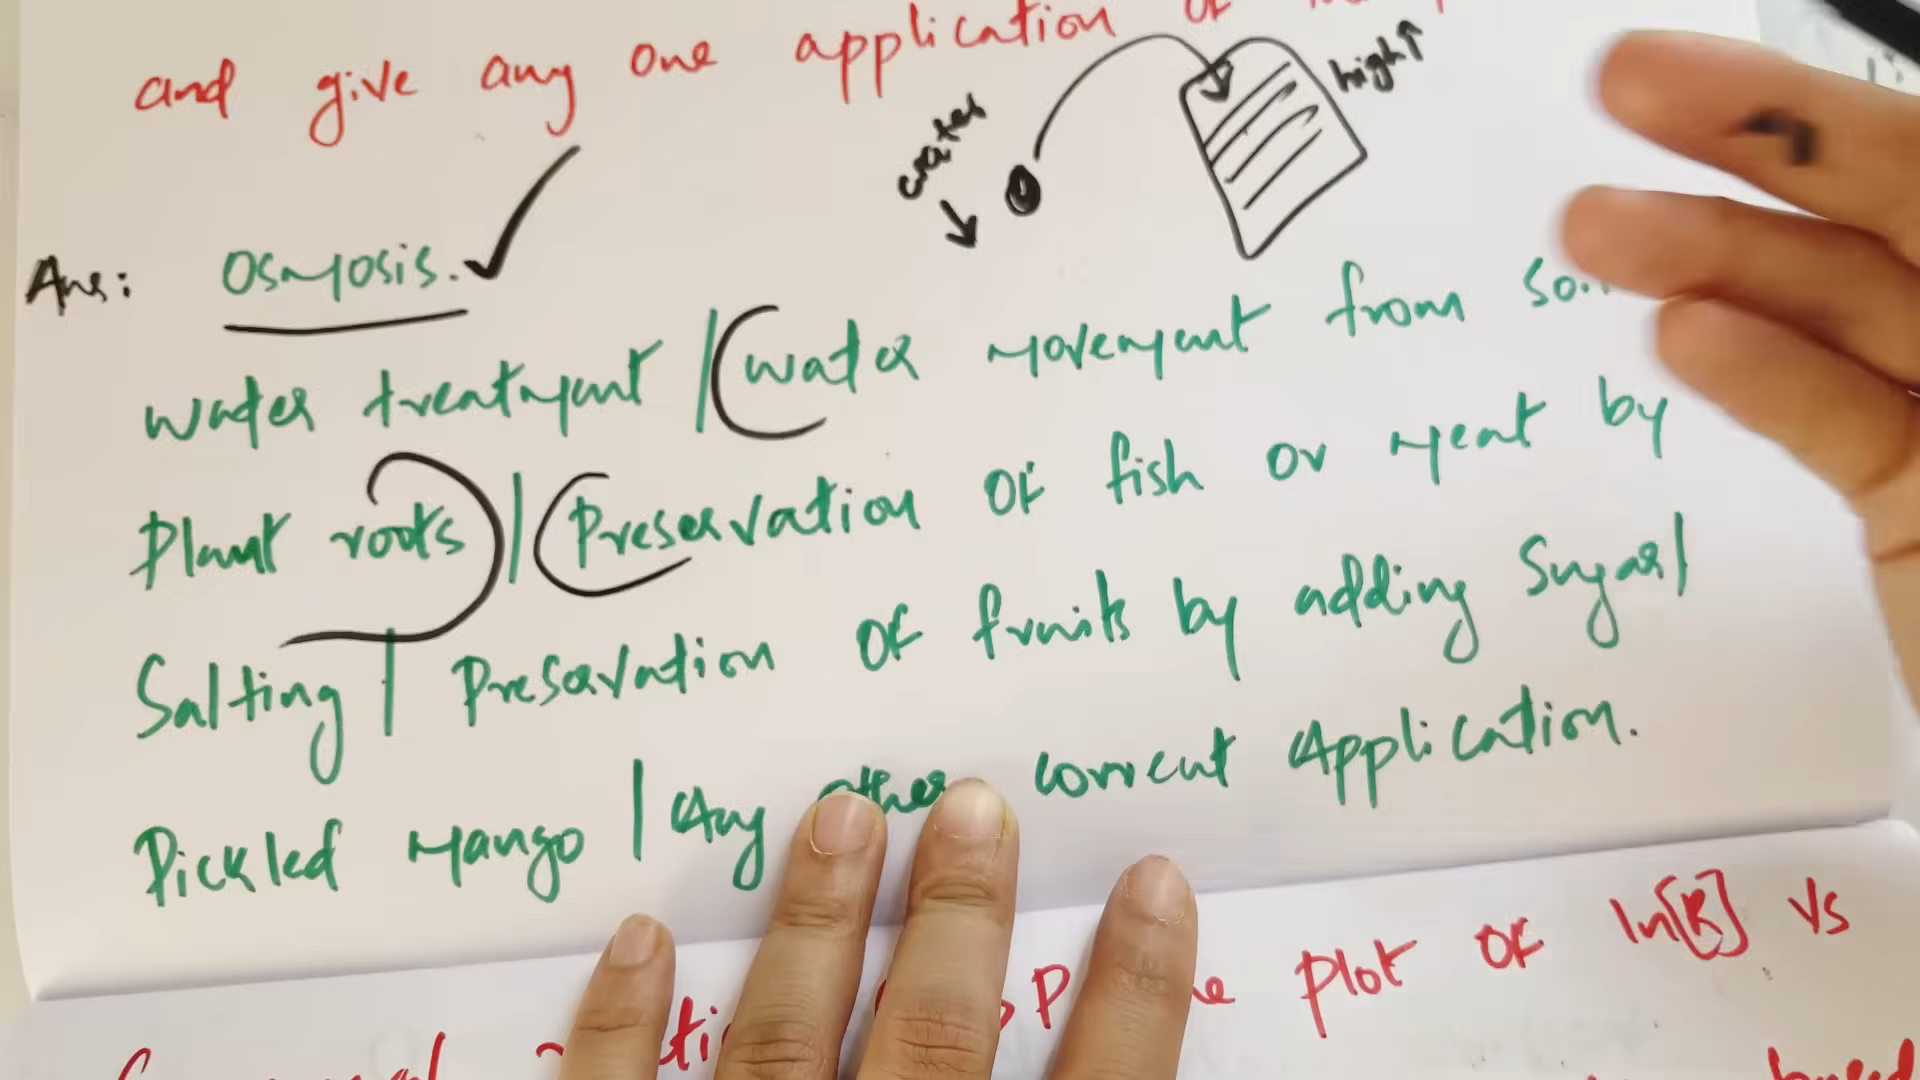 and give any one application of
high↑
water ↓
Ans: Osmosis. ✓
water treatment / water movement from
Plant roots / Preservation of fish or meat by
Salting / Preservation of fruits by adding Sugar/
Pickled Mango / Any other correct Application.
plot of ln[R] vs